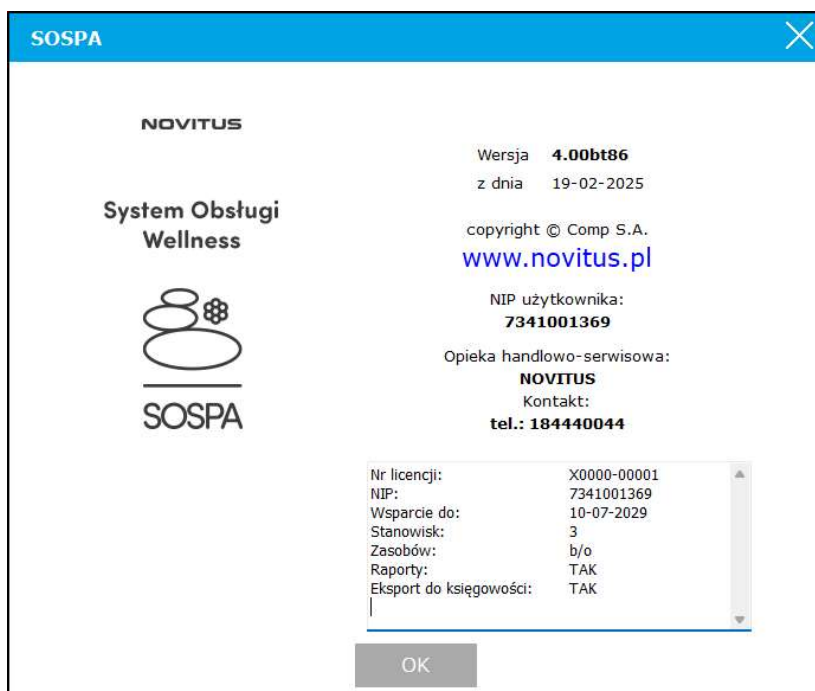 SOSPA
NOVITUS
System Obsługi
Wellness
SOSPA
Wersja 4.00bt86
z dnia 19-02-2025
copyright © Comp S.A.
www.novitus.pl
NIP użytkownika:
7341001369
Opieka handlowo-serwisowa:
NOVITUS
Kontakt:
tel.: 184440044
Nr licencji: X0000-00001
NIP: 7341001369
Wsparcie do: 10-07-2029
Stanowisk: 3
Zasobów: b/o
Raporty: TAK
Eksport do księgowości: TAK
OK